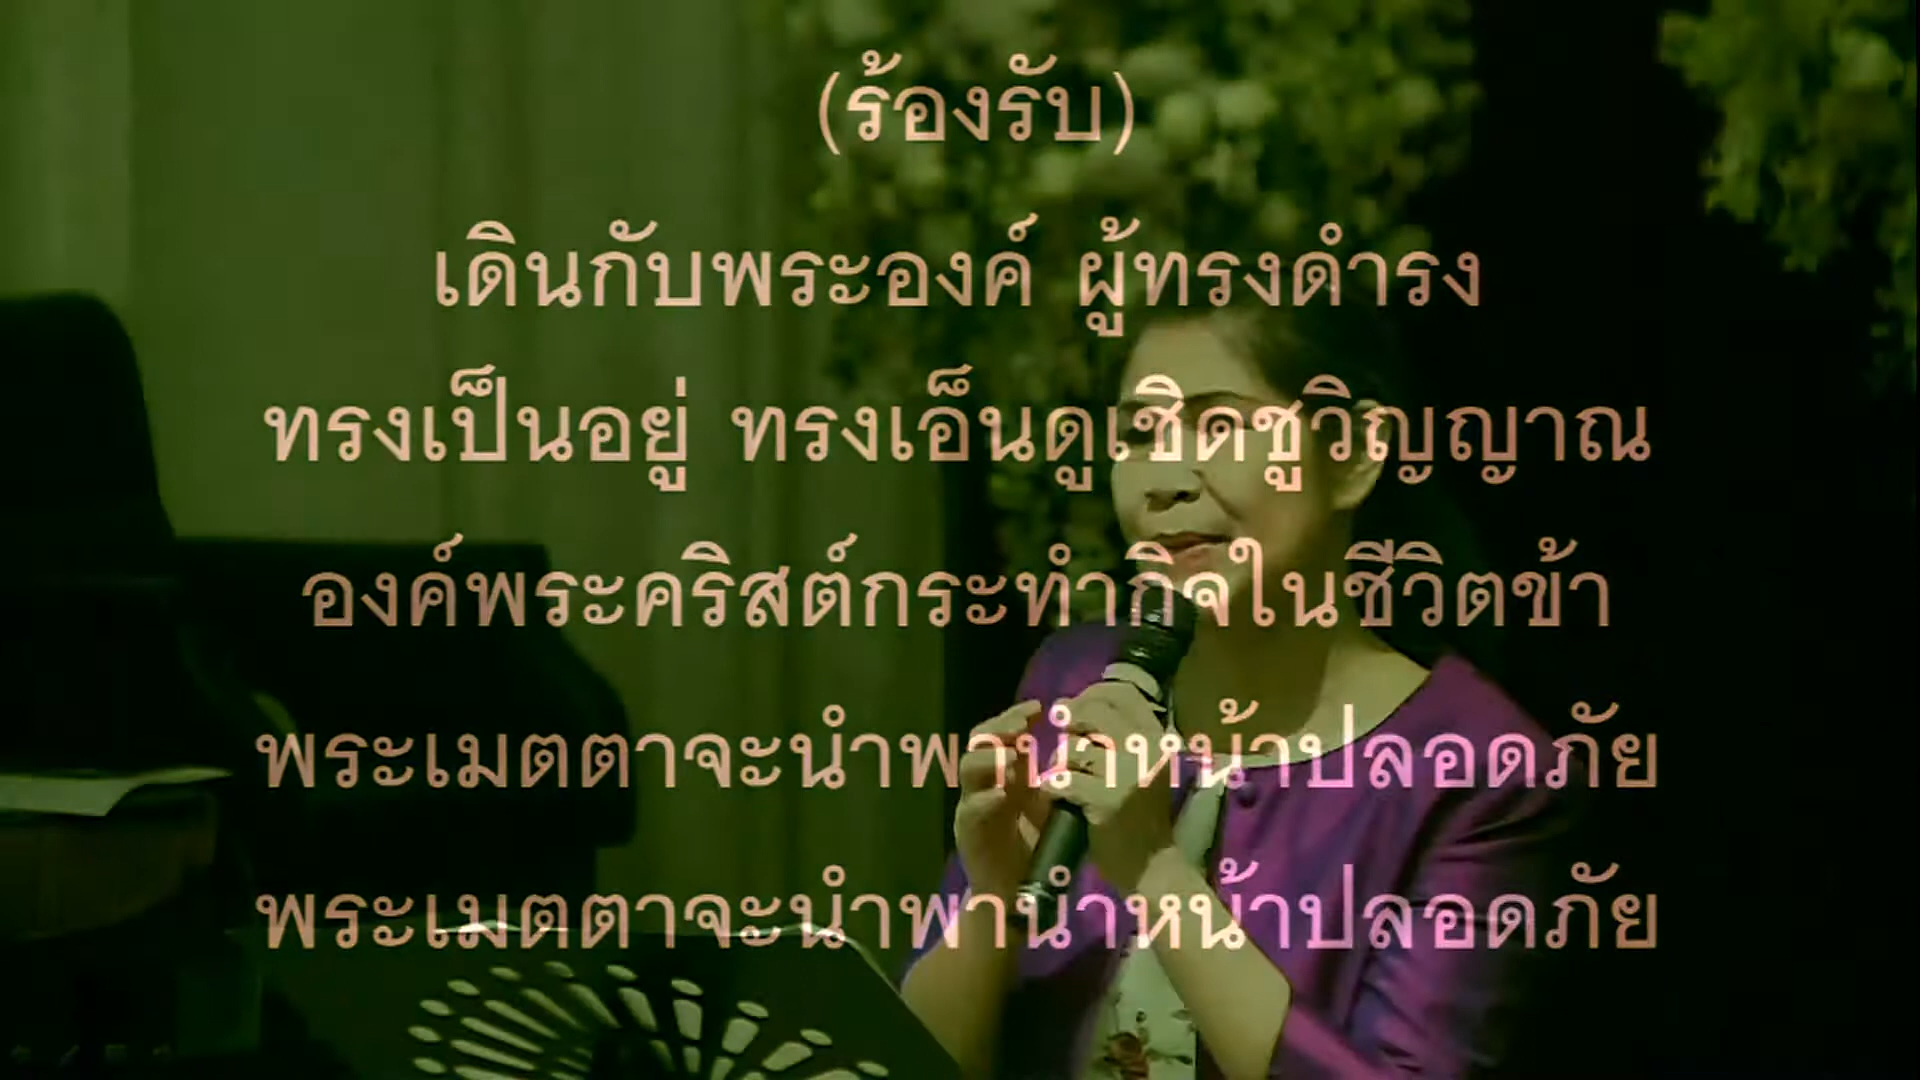 (ร้องรับ)
เดินกับพระองค์ ผู้ทรงดำรง
ทรงเป็นอยู่ ทรงเอ็นดูเชิดชูวิญญาณ
องค์พระคริสต์กระทำกิจในชีวิตข้า
พระเมตตาจะนำพานำหน้าปลอดภัย
พระเมตตาจะนำพานำหน้าปลอดภัย